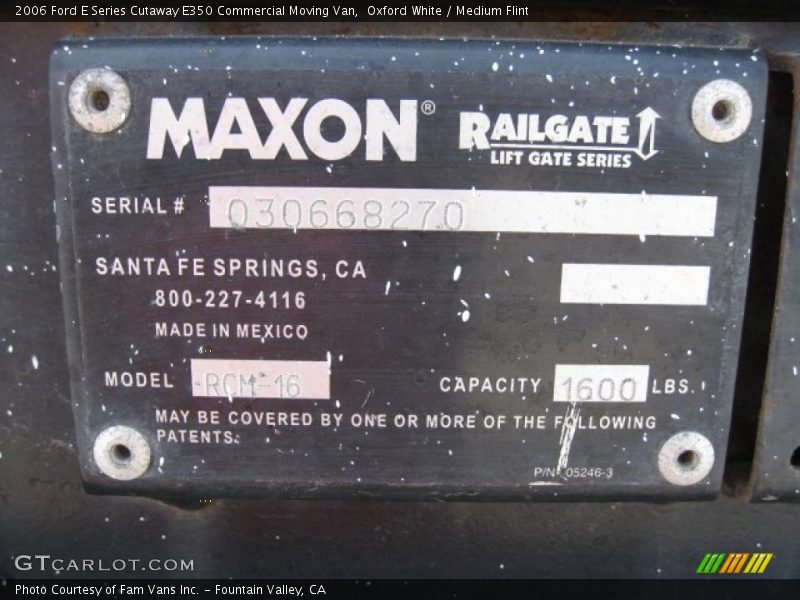 2006 Ford E Series Cutaway E350 Commercial Moving Van, Oxford White / Medium Flint
MAXON® RAILGATE
LIFT GATE SERIES
SERIAL # 030668270
SANTA FE SPRINGS, CA
800-227-4116
MADE IN MEXICO
MODEL RCM-16 CAPACITY 1600 LBS.
MAY BE COVERED BY ONE OR MORE OF THE FOLLOWING
PATENTS:
P/N 05246-3
GTCARLOT.COM
Photo Courtesy of Fam Vans Inc. – Fountain Valley, CA